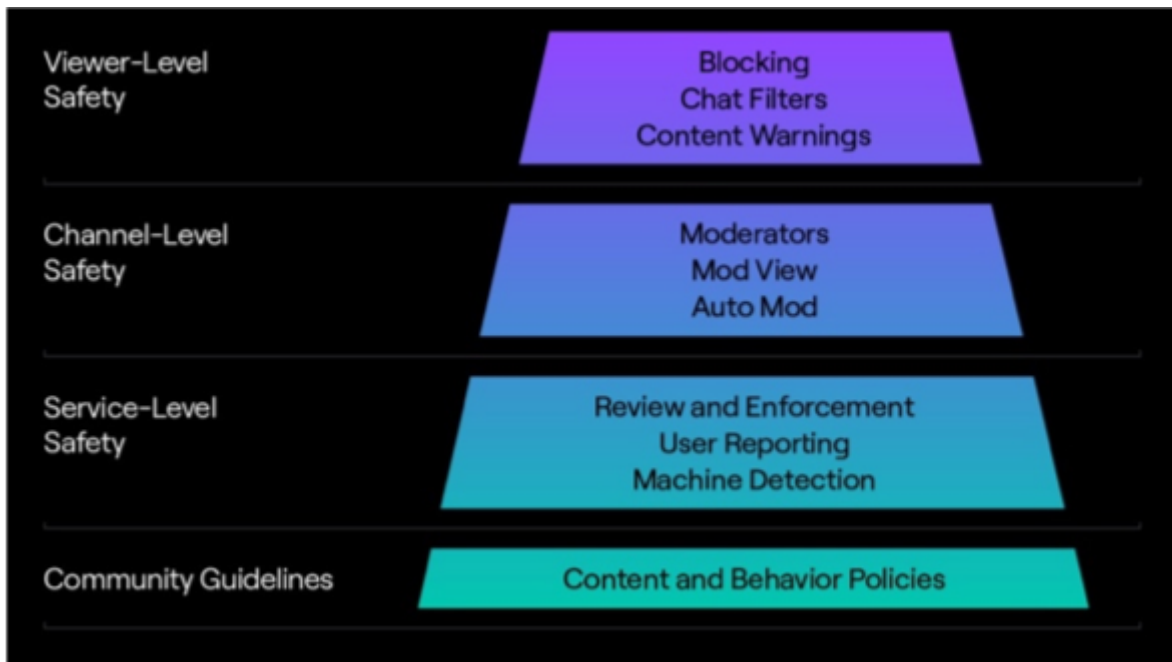 Viewer-Level
Safety
Blocking
Chat Filters
Content Warnings
Channel-Level
Safety
Moderators
Mod View
Auto Mod
Service-Level
Safety
Review and Enforcement
User Reporting
Machine Detection
Community Guidelines
Content and Behavior Policies